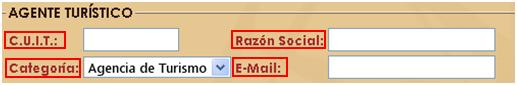 AGENTE TURÍSTICO
C.U.I.T.: Razón Social:
Categoría: Agencia de Turismo E-Mail: